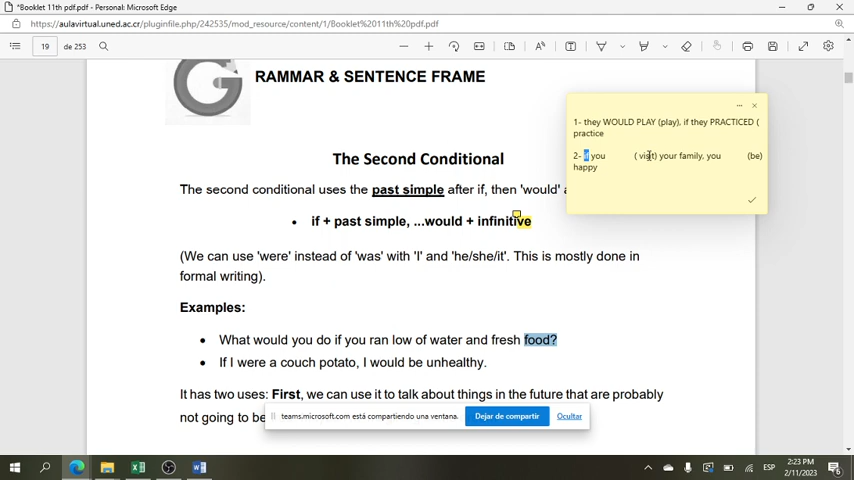 *Booklet 11th pdf.pdf - Personal: Microsoft Edge
https://aulavirtual.uned.ac.cr/pluginfile.php/242535/mod_resource/content/1/Booklet%2011th%20pdf.pdf
19 de 253
GRAMMAR & SENTENCE FRAME
1- they WOULD PLAY (play), if they PRACTICED (
practice
2- if you ( visit) your family, you (be)
happy
The Second Conditional
The second conditional uses the past simple after if, then 'would' a
• if + past simple, ...would + infinitive
(We can use 'were' instead of 'was' with 'I' and 'he/she/it'. This is mostly done in
formal writing).
Examples:
• What would you do if you ran low of water and fresh food?
• If I were a couch potato, I would be unhealthy.
It has two uses: First, we can use it to talk about things in the future that are probably
not going to be
teams.microsoft.com está compartiendo una ventana. Dejar de compartir Ocultar
ESP
2:23 PM
2/11/2023
6